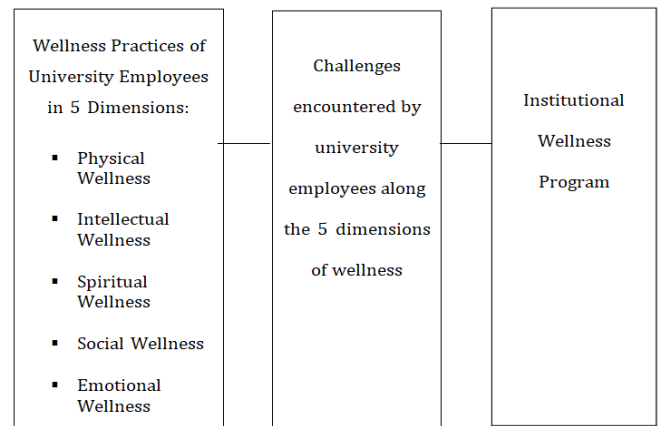 Wellness Practices of
University Employees
in 5 Dimensions:
▪ Physical
Wellness
▪ Intellectual
Wellness
▪ Spiritual
Wellness
▪ Social Wellness
▪ Emotional
Wellness
Challenges
encountered by
university
employees along
the 5 dimensions
of wellness
Institutional
Wellness
Program